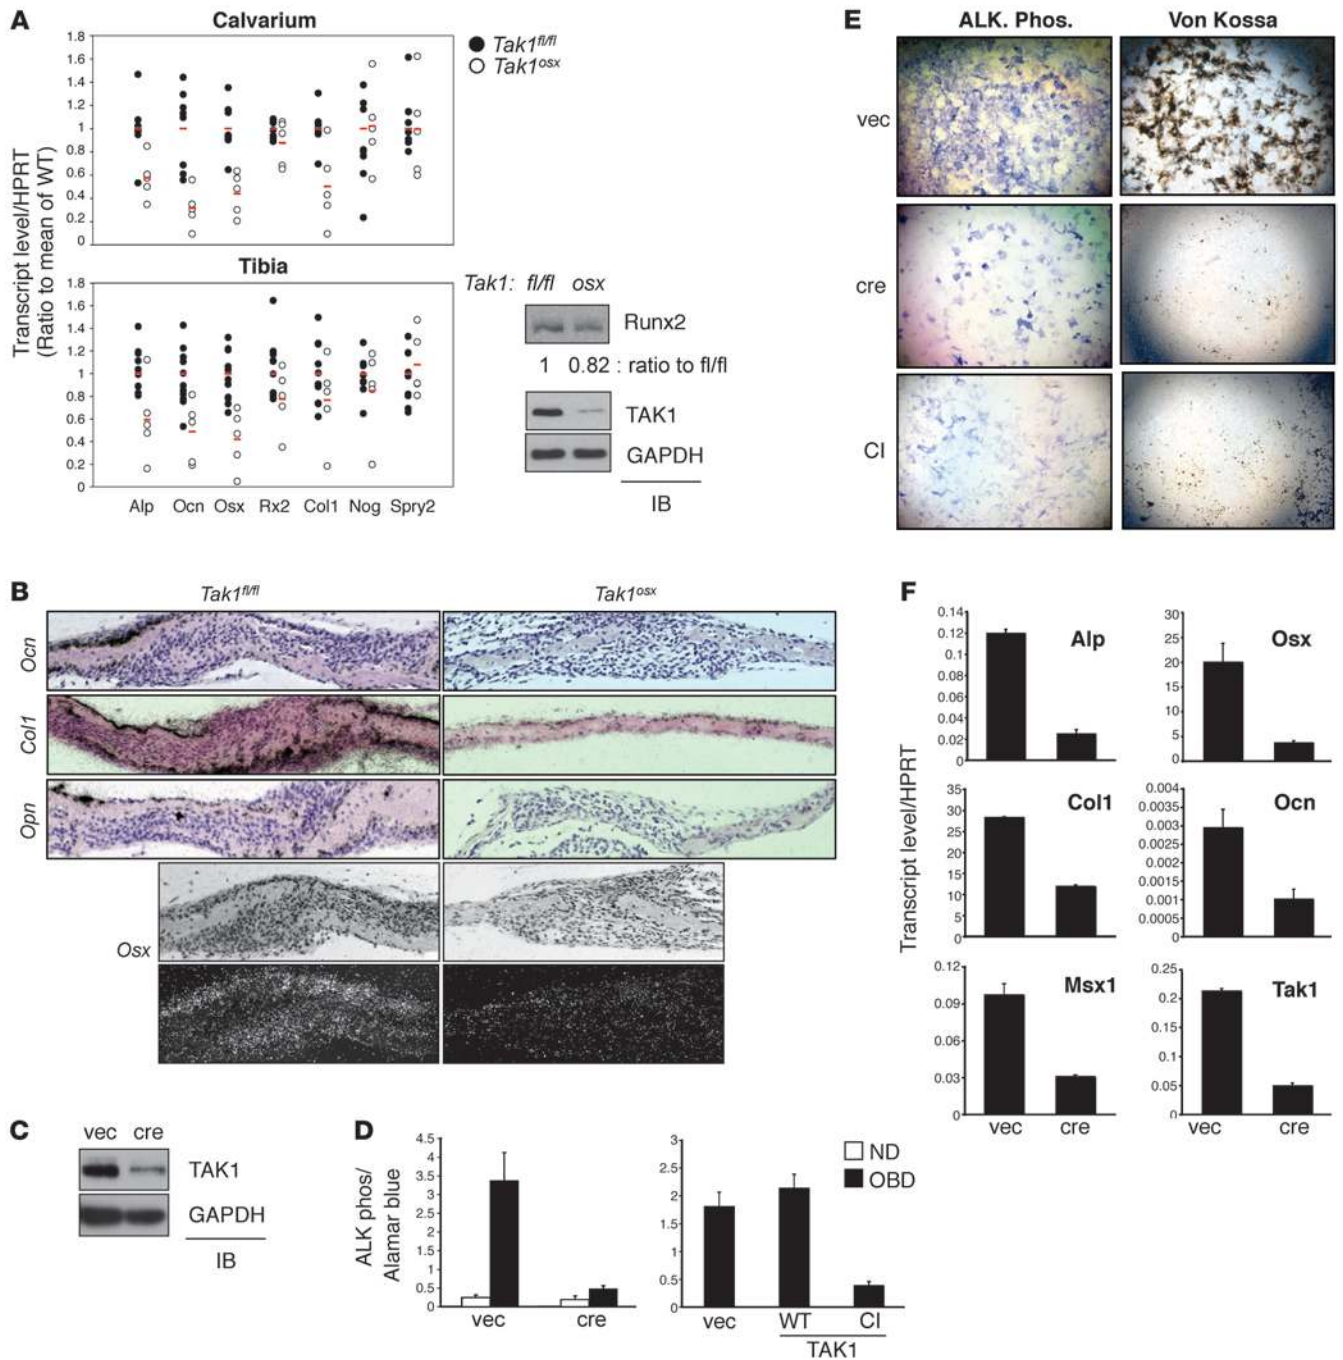 A
Calvarium
Tak1fl/fl
Tak1osx
Transcript level/HPRT
(Ratio to mean of WT)
1.8
1.6
1.4
1.2
1
0.8
0.6
0.4
0.2
0
Tibia
1.8
1.6
1.4
1.2
1
0.8
0.6
0.4
0.2
0
Alp Ocn Osx Rx2 Col1 Nog Spry2
Tak1: fl/fl osx
Runx2
1 0.82 : ratio to fl/fl
TAK1
GAPDH
IB
B
Tak1fl/fl Tak1osx
Ocn
Col1
Opn
Osx
C
vec cre
TAK1
GAPDH
IB
D
ALK phos/
Alamar blue
4.5
4
3.5
3
2.5
2
1.5
1
0.5
0
vec cre
3
2.5
2
1.5
1
0.5
0
ND
OBD
vec WT CI
TAK1
E
ALK. Phos. Von Kossa
vec
cre
CI
F
Transcript level/HPRT
0.14
0.12
0.10
0.08
0.06
0.04
0.02
0
Alp
30
25
20
15
10
5
0
Osx
35
30
25
20
15
10
5
0
Col1
0.004
0.0035
0.003
0.0025
0.002
0.0015
0.001
0.0005
0
Ocn
0.12
0.09
0.06
0.03
0
Msx1
vec cre
0.25
0.2
0.15
0.1
0.05
0
Tak1
vec cre